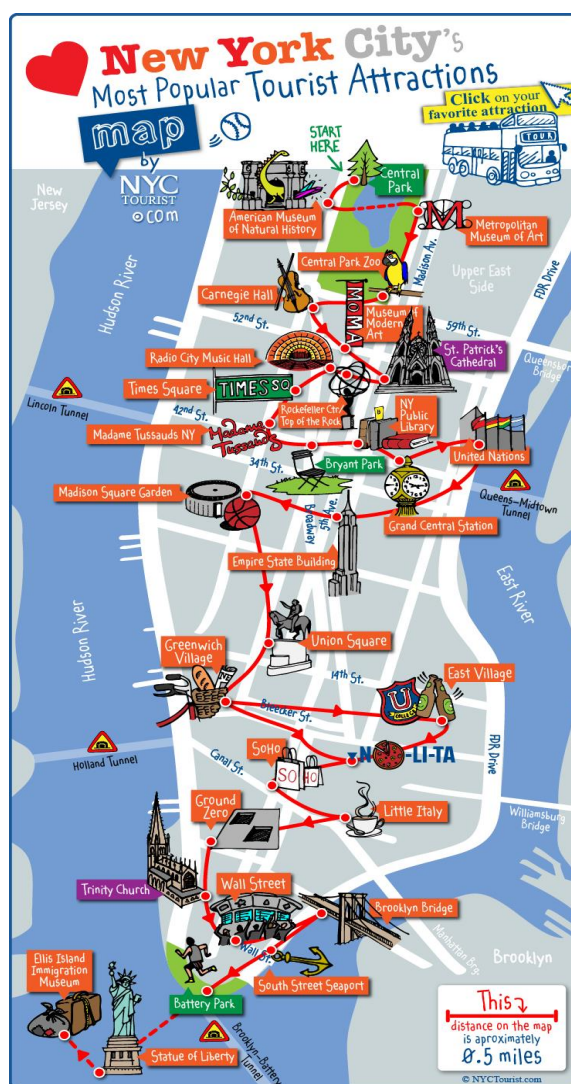 New York City's
Most Popular Tourist Attractions
map
by
NYC
TOURIST
.com
Click on your
favorite attraction
TOUR
START
HERE
Central
Park
New
Jersey
American Museum
of Natural History
M
Metropolitan
Museum of Art
Hudson River
Central Park Zoo
Madison Av.
Upper East
Side
FDR Drive
Carnegie Hall
MoMA
Museum
of Modern
Art
52nd St.
59th St.
St. Patrick's
Cathedral
Radio City Music Hall
Queensboro
Bridge
Times Square
TIMES SQ
Lincoln Tunnel
42nd St.
Rockefeller Ctr/
Top of the Rock
NY
Public
Library
Madame Tussauds NY
Madame
Tussauds
United Nations
34th St.
Bryant Park
Madison Square Garden
Queens-Midtown
Tunnel
Broadway
5th Ave.
Grand Central Station
Empire State Building
East River
Hudson River
Union Square
Greenwich
Village
14th St.
East Village
U
COLLEGE
Bleecker St.
FDR Drive
Holland Tunnel
SoHo
NO-LI-TA
SO HO
Canal St.
Little Italy
Ground
Zero
Williamsburg
Bridge
Trinity Church
Wall Street
Brooklyn Bridge
Ellis Island
Immigration
Museum
Wall St.
Manhattan Brg.
Brooklyn
South Street Seaport
Battery Park
Statue of Liberty
Brooklyn-Battery
Tunnel
This
distance on the map
is aproximately
0.5 miles
© NYCTourist.com